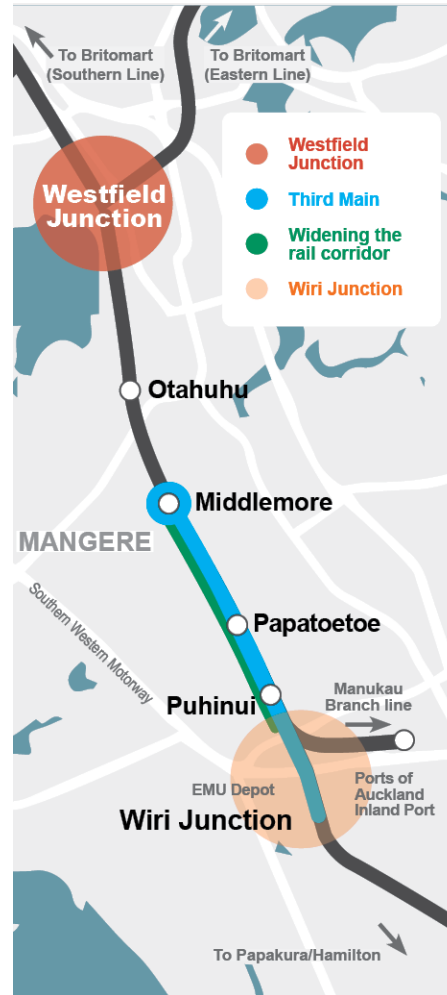 To Britomart
(Southern Line)
To Britomart
(Eastern Line)
Westfield
Junction
Westfield
Junction
Third Main
Widening the
rail corridor
Wiri Junction
Otahuhu
Middlemore
MANGERE
Southern Western Motorway
Papatoetoe
Puhinui
Manukau
Branch line
EMU Depot
Ports of
Auckland
Inland Port
Wiri Junction
To Papakura/Hamilton